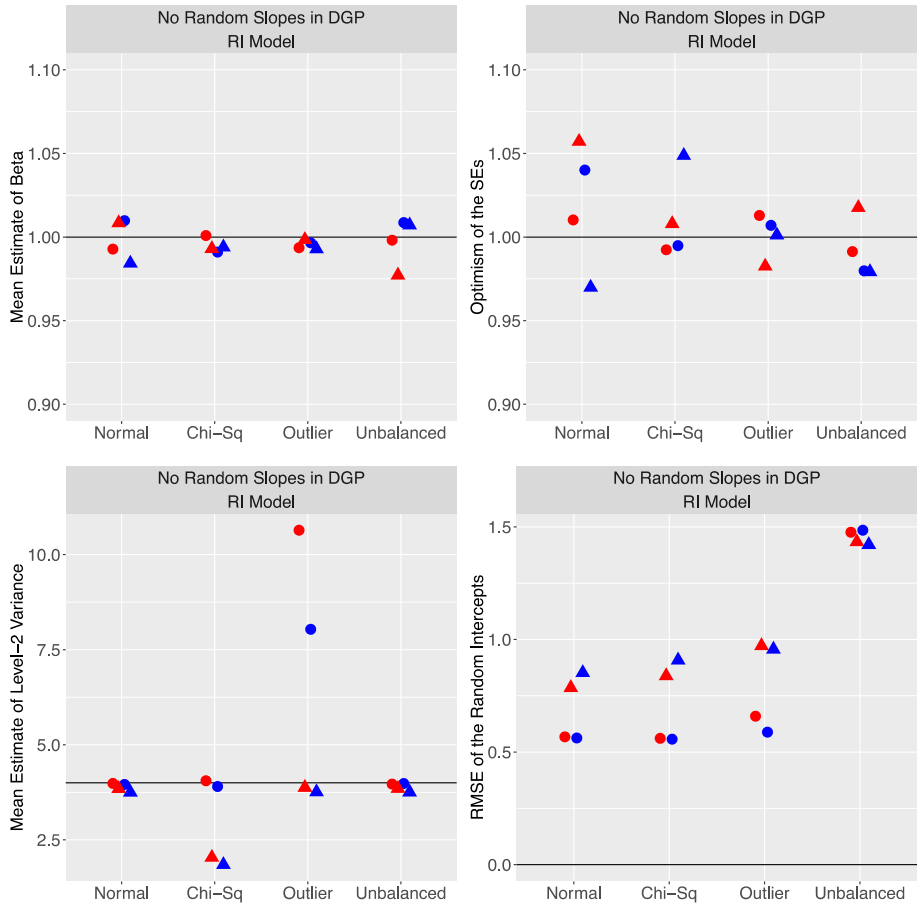 No Random Slopes in DGP
RI Model
Mean Estimate of Beta
1.10
1.05
1.00
0.95
0.90
Normal Chi−Sq Outlier Unbalanced
No Random Slopes in DGP
RI Model
Optimism of the SEs
1.10
1.05
1.00
0.95
0.90
Normal Chi−Sq Outlier Unbalanced
No Random Slopes in DGP
RI Model
Mean Estimate of Level−2 Variance
10.0
7.5
5.0
2.5
Normal Chi−Sq Outlier Unbalanced
No Random Slopes in DGP
RI Model
RMSE of the Random Intercepts
1.5
1.0
0.5
0.0
Normal Chi−Sq Outlier Unbalanced